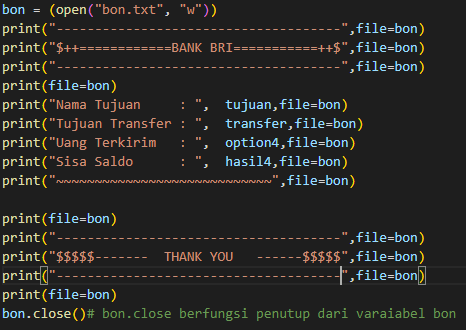 bon = (open("bon.txt", "w"))
print("-------------------------------------",file=bon)
print("$++============BANK BRI===========++$",file=bon)
print("-------------------------------------",file=bon)
print(file=bon)
print("Nama Tujuan     : ",  tujuan,file=bon)
print("Tujuan Transfer : ",  transfer,file=bon)
print("Uang Terkirim   : ",  option4,file=bon)
print("Sisa Saldo      : ",  hasil4,file=bon)
print("~~~~~~~~~~~~~~~~~~~~~~~~~~~~",file=bon)
print(file=bon)
print("-------------------------------------",file=bon)
print("$$$$$-------  THANK YOU   ------$$$$$",file=bon)
print("-------------------------------------",file=bon)
print(file=bon)
bon.close()# bon.close berfungsi penutup dari varaiabel bon